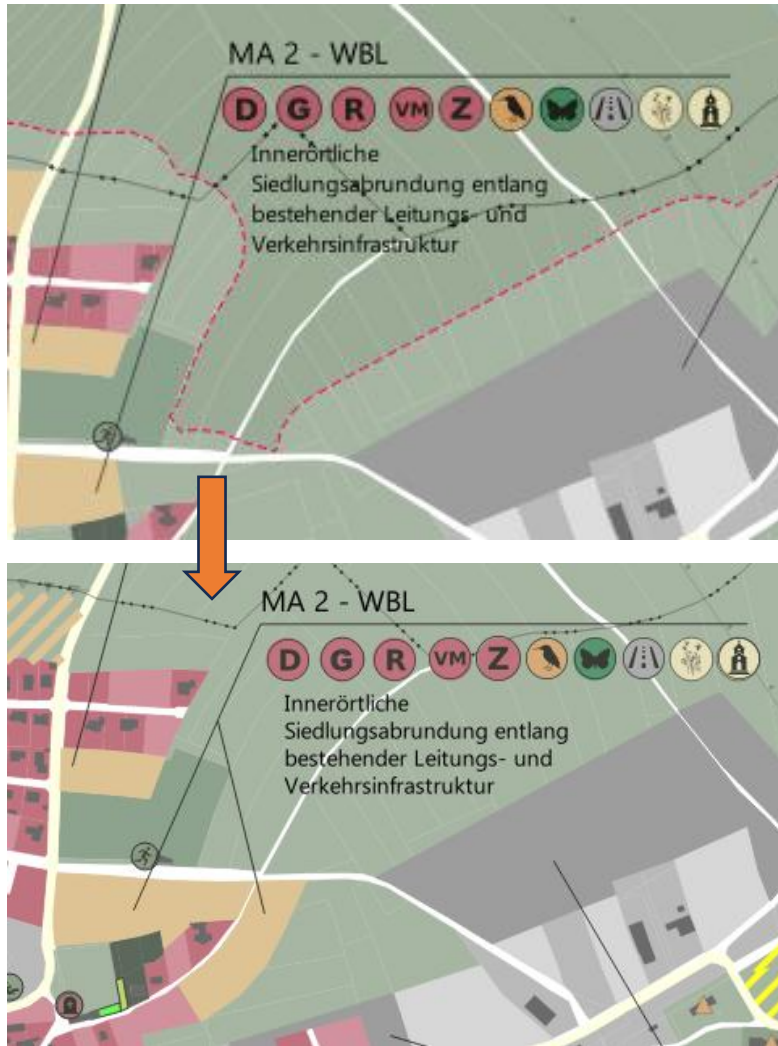 MA 2 - WBL
D G R VM Z
Innerörtliche
Siedlungsabrundung entlang
bestehender Leitungs- und
Verkehrsinfrastruktur
MA 2 - WBL
D G R VM Z
Innerörtliche
Siedlungsabrundung entlang
bestehender Leitungs- und
Verkehrsinfrastruktur